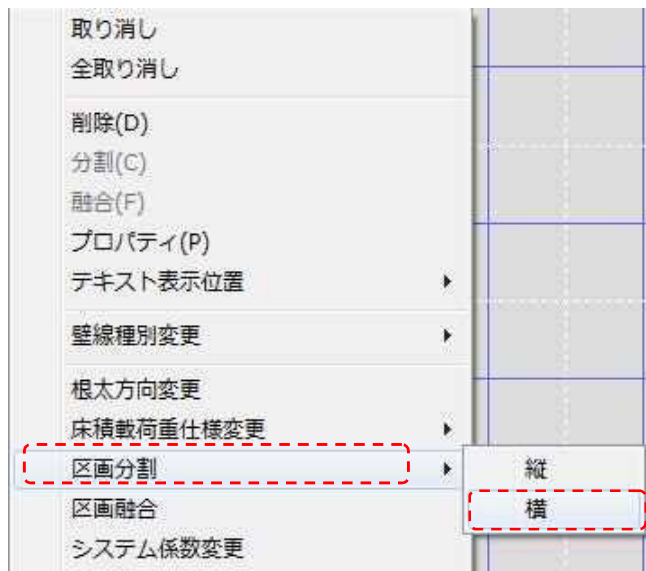 取り消し
全取り消し
削除(D)
分割(C)
融合(F)
プロパティ(P)
テキスト表示位置
壁線種別変更
根太方向変更
床積載荷重仕様変更
区画分割
縦
区画融合
横
システム係数変更